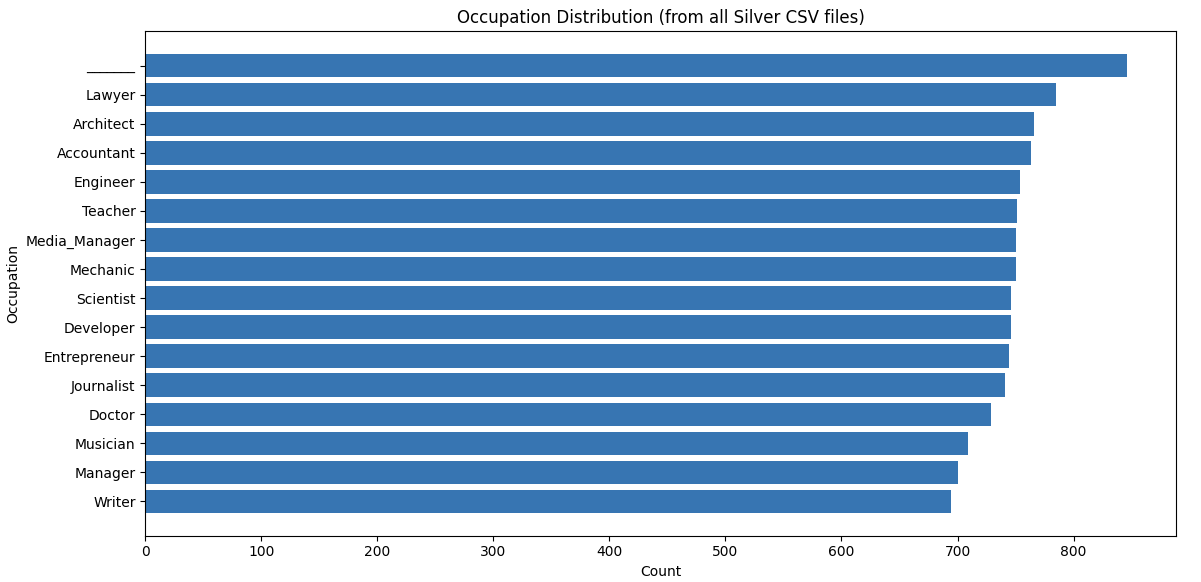 Occupation Distribution (from all Silver CSV files)
_______
Lawyer
Architect
Accountant
Engineer
Teacher
Media_Manager
Mechanic
Scientist
Developer
Entrepreneur
Journalist
Doctor
Musician
Manager
Writer
Occupation
0 100 200 300 400 500 600 700 800
Count